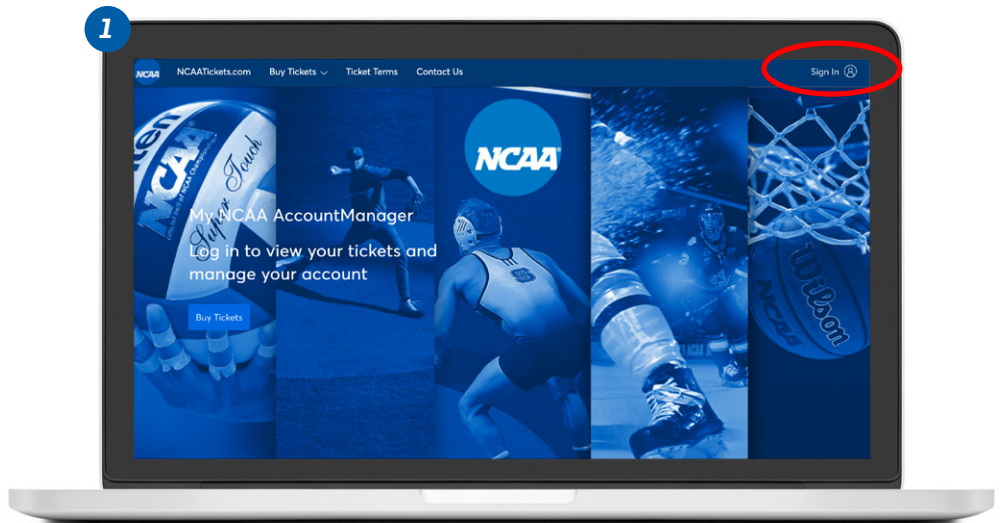 1
NCAA NCAATickets.com Buy Tickets Ticket Terms Contact Us Sign In
NCAA
NCAA
Super Touch
My NCAA AccountManager
Log in to view your tickets and
manage your account
Buy Tickets
S
Wilson
NCAA